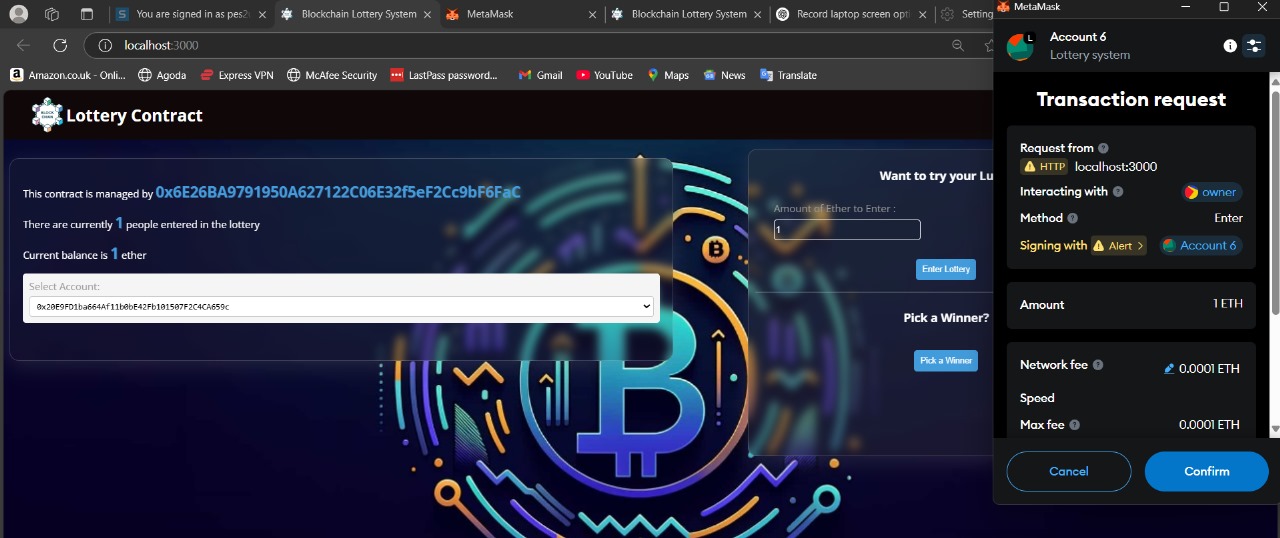 You are signed in as pes2
Blockchain Lottery System
MetaMask
Blockchain Lottery System
Record laptop screen opti
Setting
MetaMask
localhost:3000
Amazon.co.uk - Onli...
Agoda
Express VPN
McAfee Security
LastPass password...
Gmail
YouTube
Maps
News
Translate
BLOCK CHAIN
Lottery Contract
This contract is managed by 0x6E26BA9791950A627122C06E32f5eF2Cc9bF6FaC
There are currently 1 people entered in the lottery
Current balance is 1 ether
Select Account:
0x20E9FD1ba664Af11b0bE42Fb101507F2C4CA659c
Want to try your Lu
Amount of Ether to Enter :
1
Enter Lottery
Pick a Winner?
Pick a Winner
L
Account 6
Lottery system
Transaction request
Request from
HTTP localhost:3000
Interacting with owner
Method Enter
Signing with Alert > Account 6
Amount 1 ETH
Network fee 0.0001 ETH
Speed
Max fee 0.0001 ETH
Cancel
Confirm